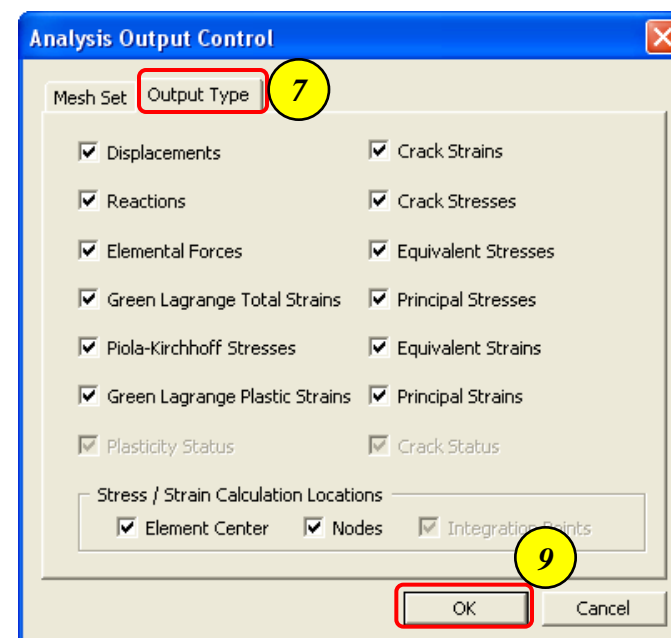 Analysis Output Control
Mesh Set Output Type 7
Displacements Crack Strains
Reactions Crack Stresses
Elemental Forces Equivalent Stresses
Green Lagrange Total Strains Principal Stresses
Piola-Kirchhoff Stresses Equivalent Strains
Green Lagrange Plastic Strains Principal Strains
Plasticity Status Crack Status
Stress / Strain Calculation Locations
Element Center Nodes Integration Points
9
OK Cancel